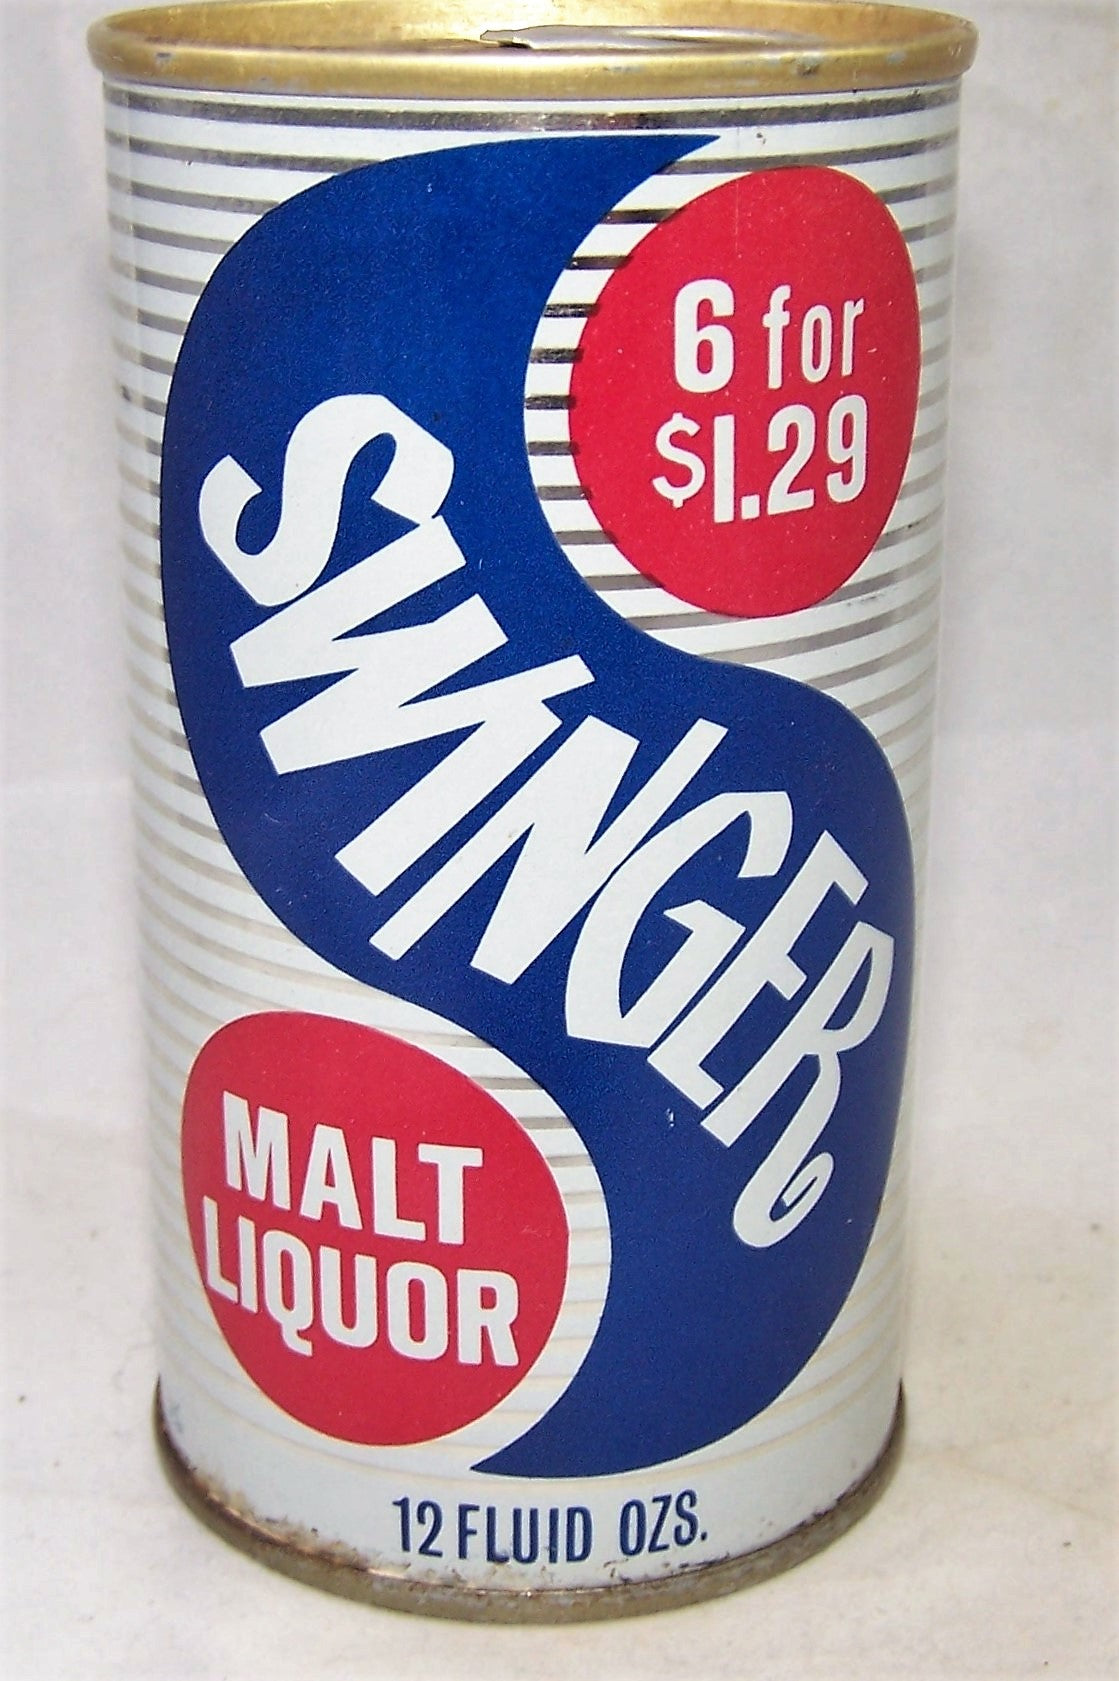 6 for
$1.29
SWINGER
MALT
LIQUOR
12 FLUID OZS.